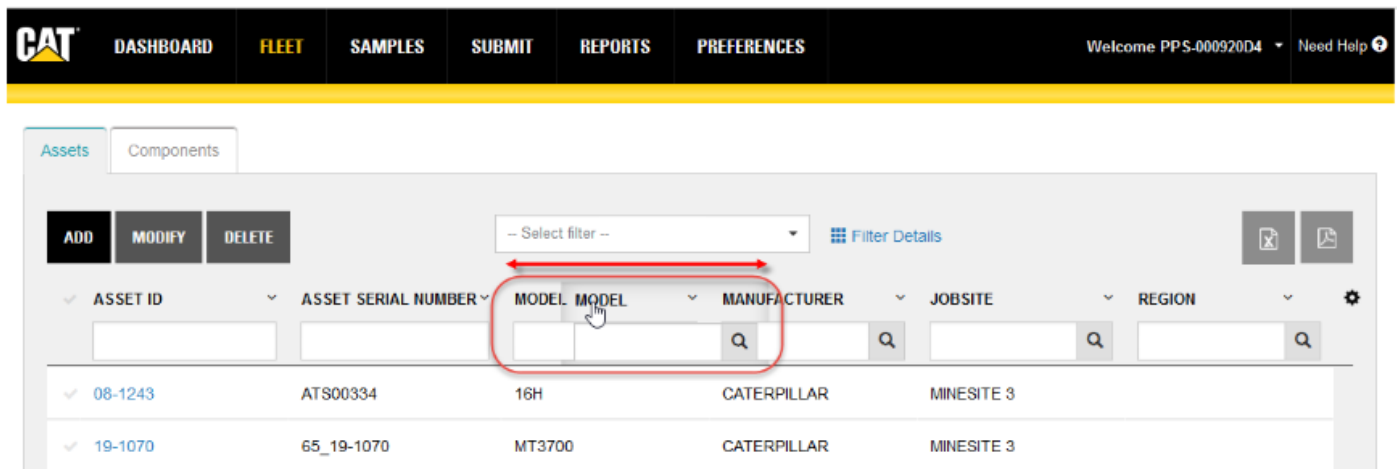 CAT DASHBOARD FLEET SAMPLES SUBMIT REPORTS PREFERENCES Welcome PPS-000920D4 Need Help ?
Assets Components
ADD MODIFY DELETE -- Select filter -- Filter Details
ASSET ID ASSET SERIAL NUMBER MODEL MODEL MANUFACTURER JOBSITE REGION
08-1243 ATS00334 16H CATERPILLAR MINESITE 3
19-1070 65_19-1070 MT3700 CATERPILLAR MINESITE 3